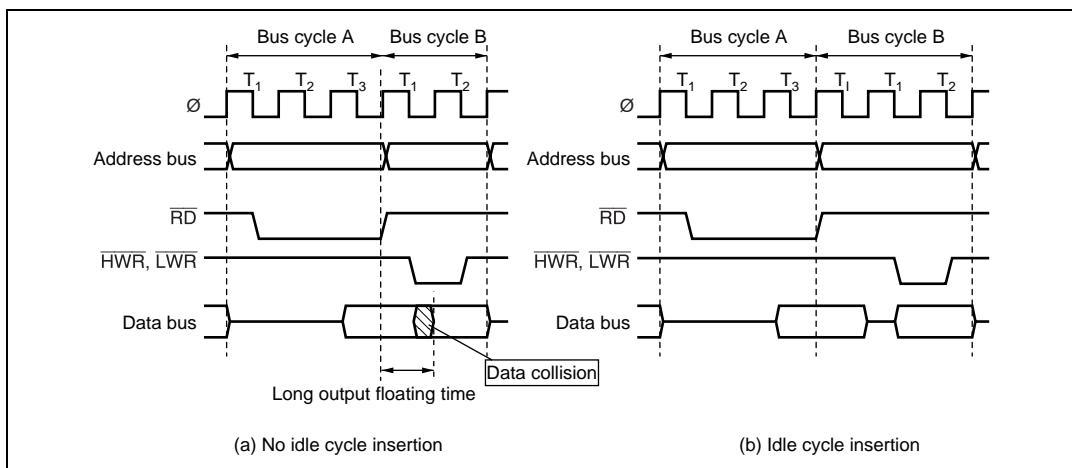 Bus cycle A Bus cycle B
T1 T2 T3 T1 T2
Ø
Address bus
RD
HWR, LWR
Data bus
Data collision
Long output floating time
(a) No idle cycle insertion
Bus cycle A Bus cycle B
T1 T2 T3 TI T1 T2
Ø
Address bus
RD
HWR, LWR
Data bus
(b) Idle cycle insertion